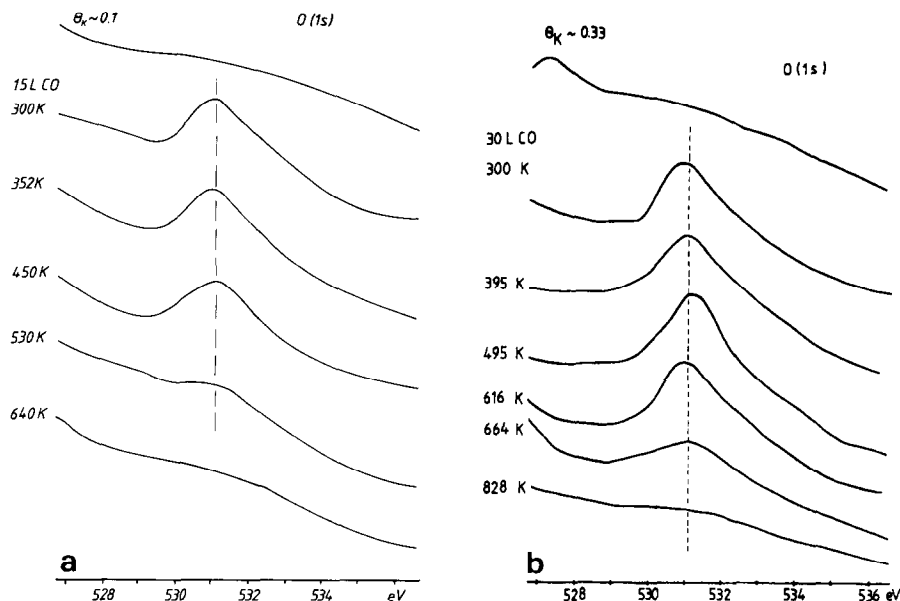 θK ~ 0.1 O (1s)
15 L CO
300 K
352 K
450 K
530 K
640 K
a
528 530 532 534 eV
θK ~ 0.33
O (1s)
30 L CO
300 K
395 K
495 K
616 K
664 K
828 K
b
528 530 532 534 536 eV